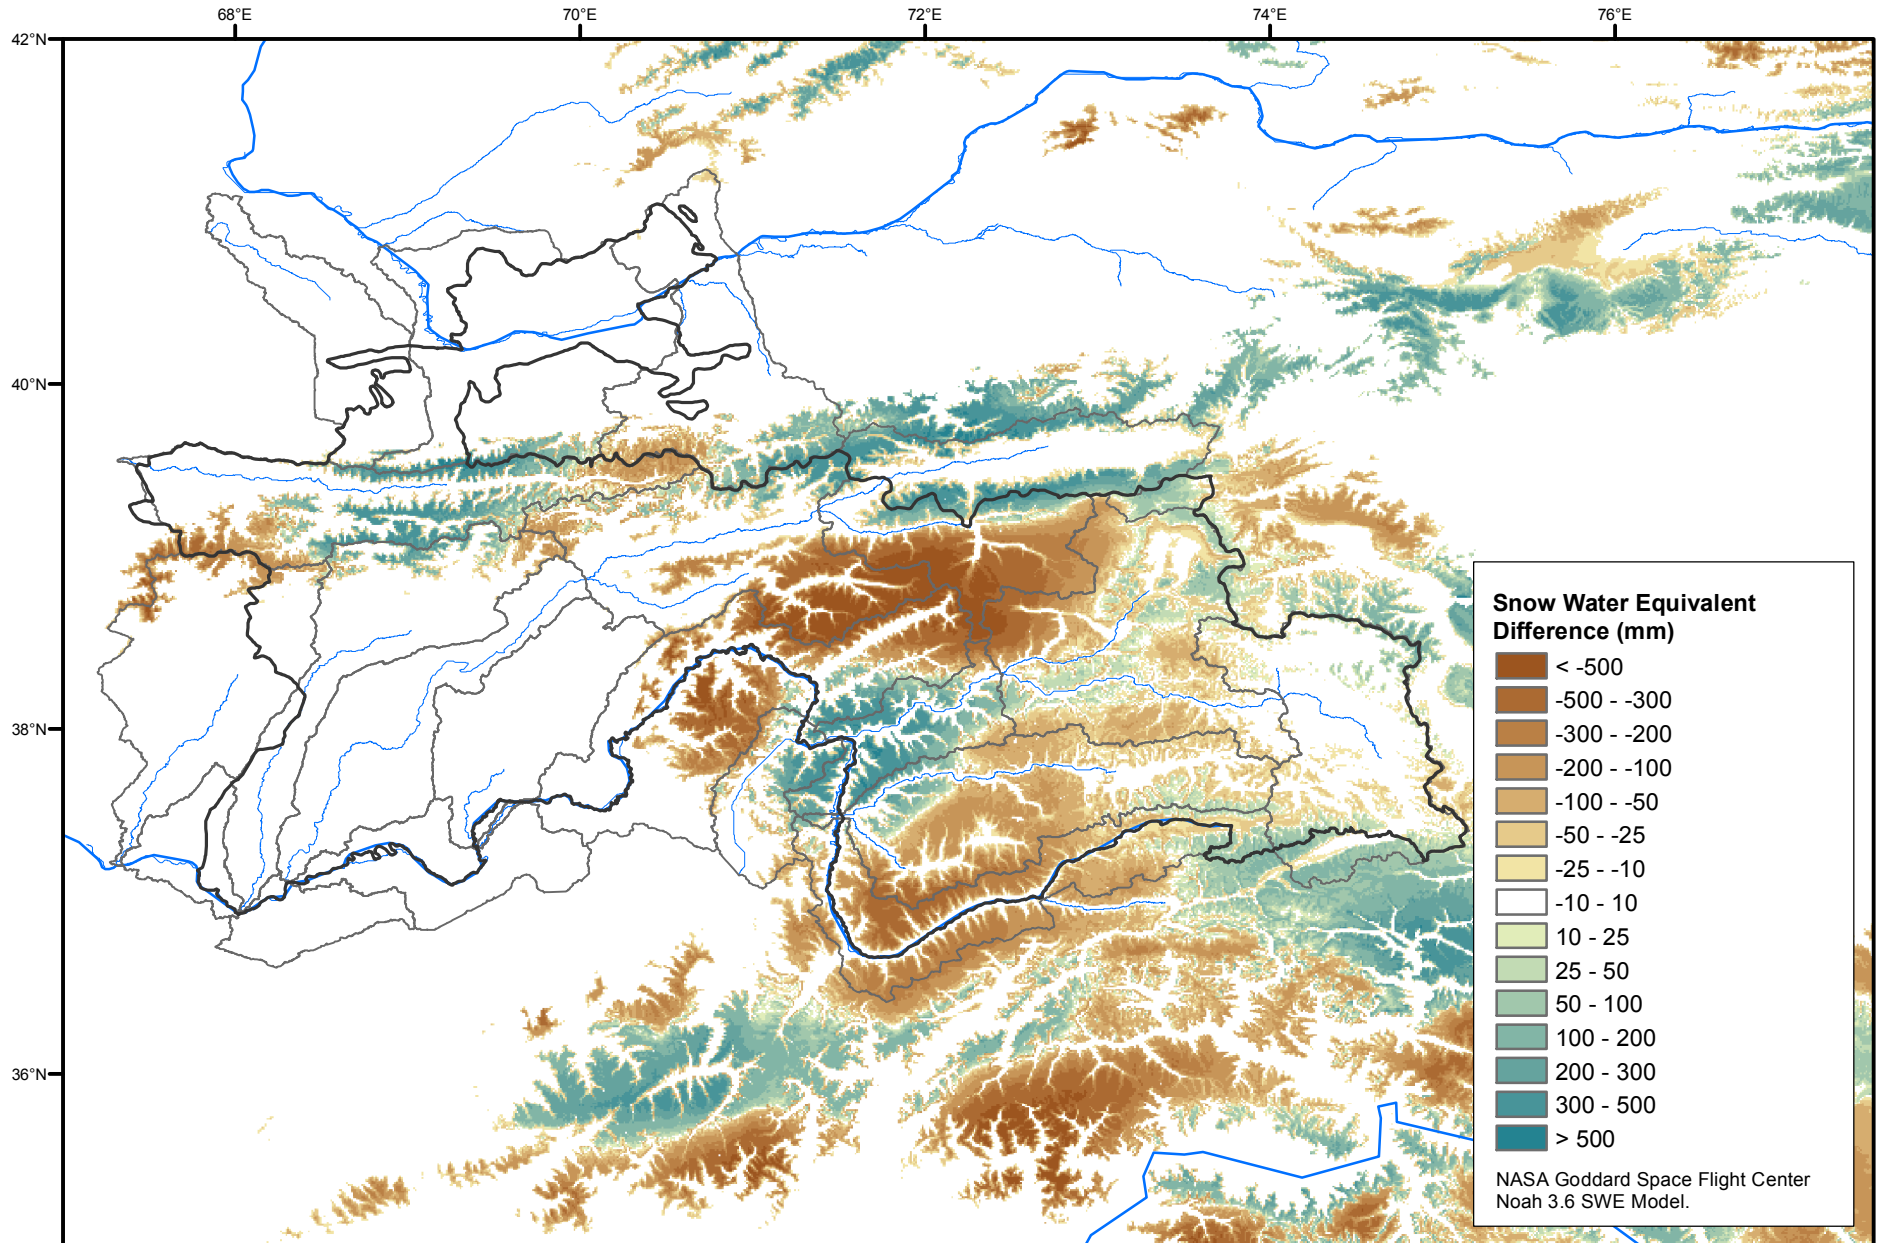 68°E 70°E 72°E 74°E 76°E
42°N
40°N
38°N
36°N
Snow Water Equivalent
Difference (mm)
< -500
-500 - -300
-300 - -200
-200 - -100
-100 - -50
-50 - -25
-25 - -10
-10 - 10
10 - 25
25 - 50
50 - 100
100 - 200
200 - 300
300 - 500
> 500
NASA Goddard Space Flight Center
Noah 3.6 SWE Model.